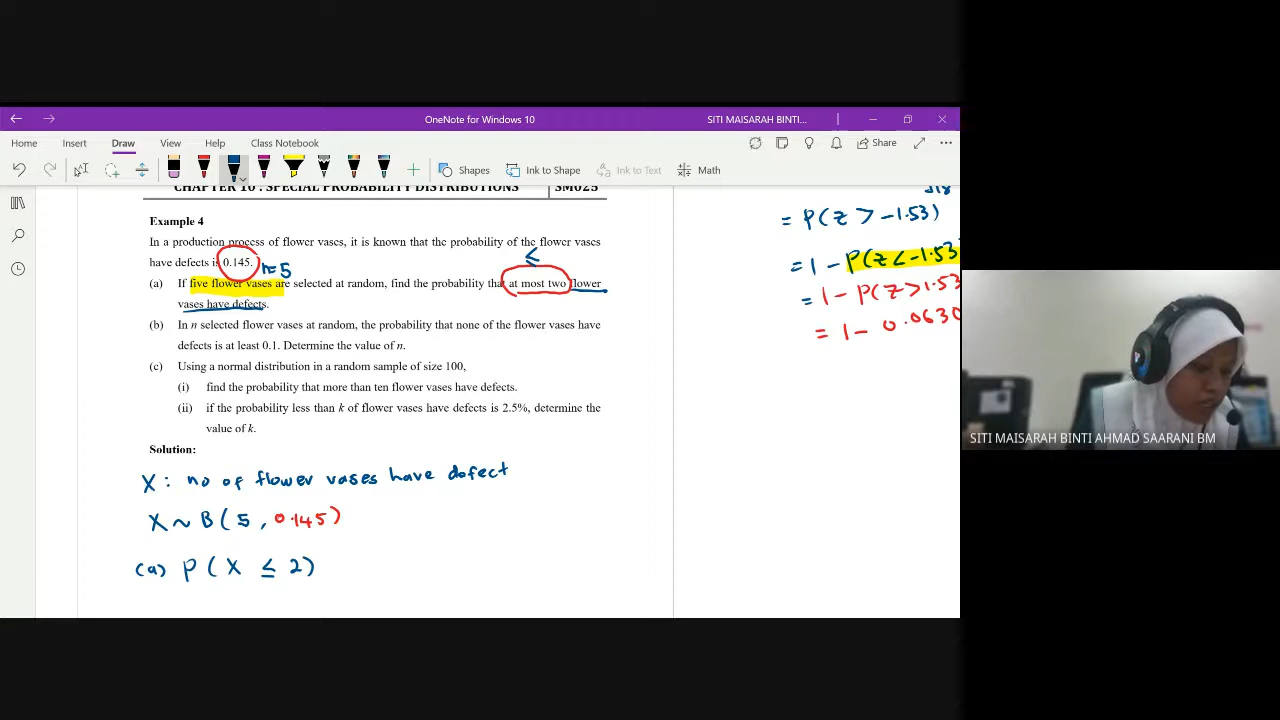 OneNote for Windows 10
SITI MAISARAH BINTI...
Home Insert Draw View Help Class Notebook
Share
Shapes Ink to Shape Ink to Text Math
CHAPTER 10 : SPECIAL PROBABILITY DISTRIBUTIONS SM025
Example 4
In a production process of flower vases, it is known that the probability of the flower vases
have defects is 0.145.
n=5
≤
(a) If five flower vases are selected at random, find the probability that at most two flower
vases have defects.
(b) In n selected flower vases at random, the probability that none of the flower vases have
defects is at least 0.1. Determine the value of n.
(c) Using a normal distribution in a random sample of size 100,
(i) find the probability that more than ten flower vases have defects.
(ii) if the probability less than k of flower vases have defects is 2.5%, determine the
value of k.
Solution:
X : no of flower vases have defect
X ~ B ( 5 , 0.145 )
(a) P ( X ≤ 2 )
= P ( Z > -1.53 )
= 1 - P( Z < -1.53
= 1 - P( Z > 1.53
= 1 - 0.0630
SITI MAISARAH BINTI AHMAD SAARANI BM